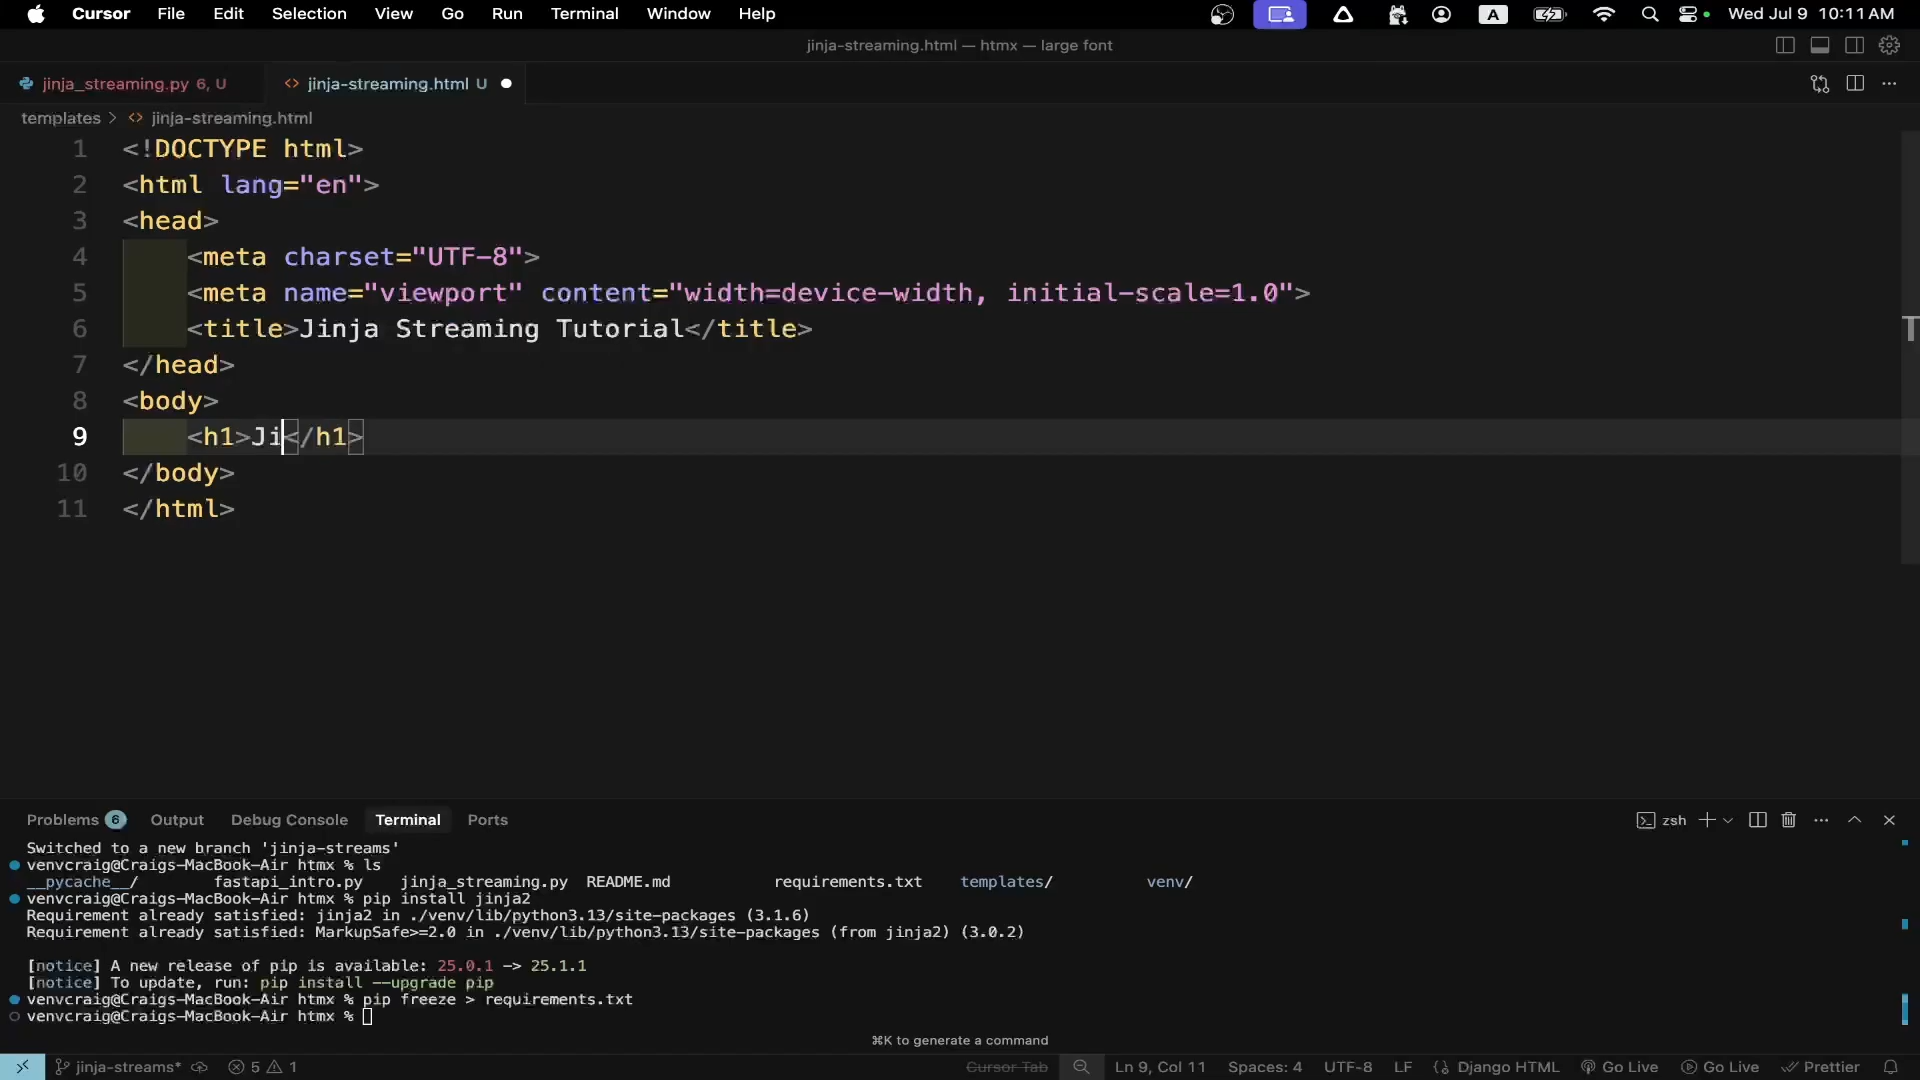 Cursor File Edit Selection View Go Run Terminal Window Help A Wed Jul 9 10:11 AM
jinja-streaming.html — htmx — large font
jinja_streaming.py 6, U <> jinja-streaming.html U
templates > <> jinja-streaming.html
1 <!DOCTYPE html>
2 <html lang="en">
3 <head>
4 <meta charset="UTF-8">
5 <meta name="viewport" content="width=device-width, initial-scale=1.0">
6 <title>Jinja Streaming Tutorial</title>
7 </head>
8 <body>
9 <h1>Ji</h1>
10 </body>
11 </html>
Problems 6 Output Debug Console Terminal Ports zsh
Switched to a new branch 'jinja-streams'
venvcraig@Craigs-MacBook-Air htmx % ls
__pycache__/ fastapi_intro.py jinja_streaming.py README.md requirements.txt templates/ venv/
venvcraig@Craigs-MacBook-Air htmx % pip install jinja2
Requirement already satisfied: jinja2 in ./venv/lib/python3.13/site-packages (3.1.6)
Requirement already satisfied: MarkupSafe>=2.0 in ./venv/lib/python3.13/site-packages (from jinja2) (3.0.2)
[notice] A new release of pip is available: 25.0.1 -> 25.1.1
[notice] To update, run: pip install --upgrade pip
venvcraig@Craigs-MacBook-Air htmx % pip freeze > requirements.txt
venvcraig@Craigs-MacBook-Air htmx %
⌘K to generate a command
jinja-streams* 5 1 Cursor Tab Ln 9, Col 11 Spaces: 4 UTF-8 LF Django HTML Go Live Go Live Prettier